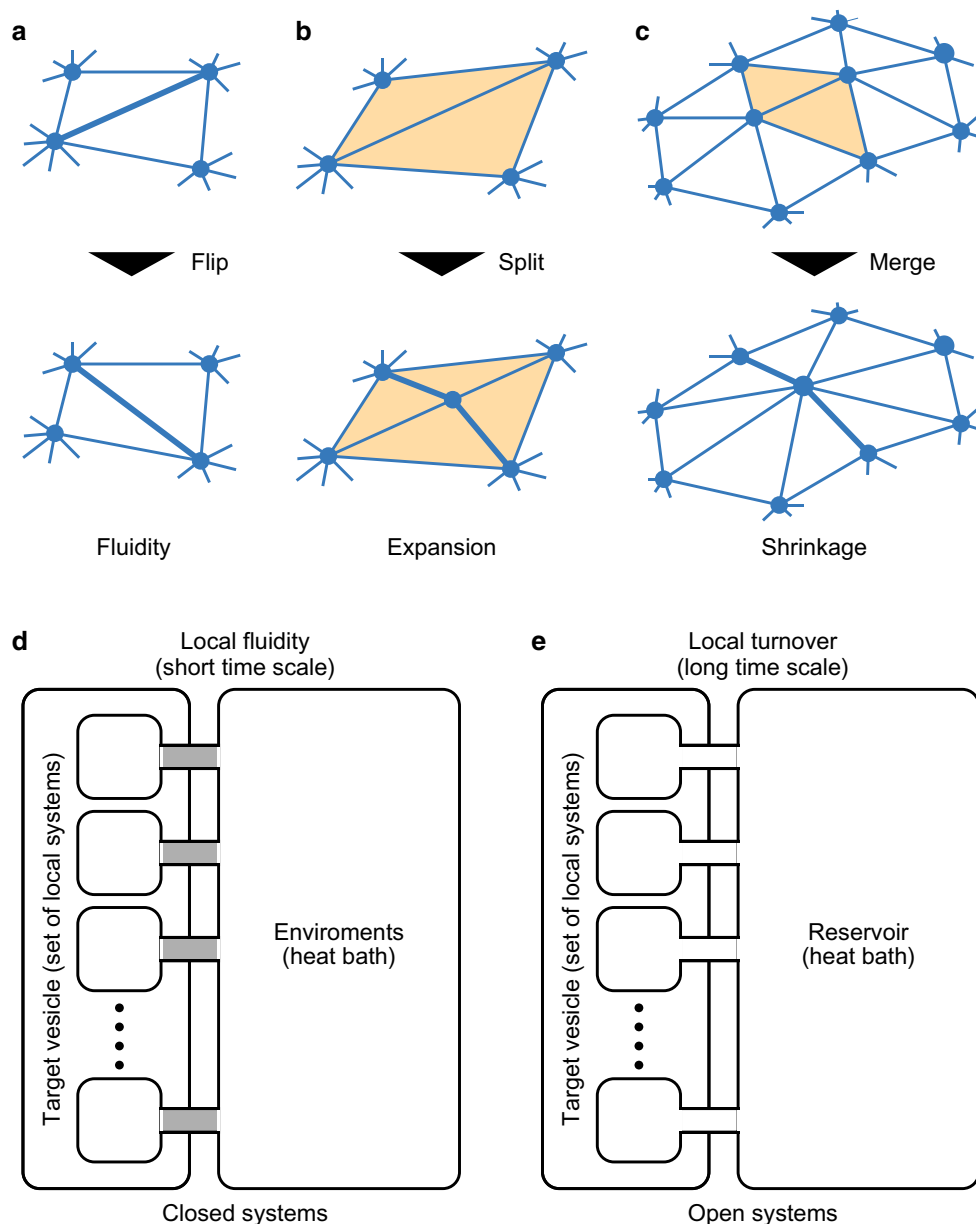 a
b
c
Flip
Split
Merge
Fluidity
Expansion
Shrinkage
d
Local fluidity
(short time scale)
Target vesicle (set of local systems)
Enviroments
(heat bath)
Closed systems
e
Local turnover
(long time scale)
Target vesicle (set of local systems)
Reservoir
(heat bath)
Open systems